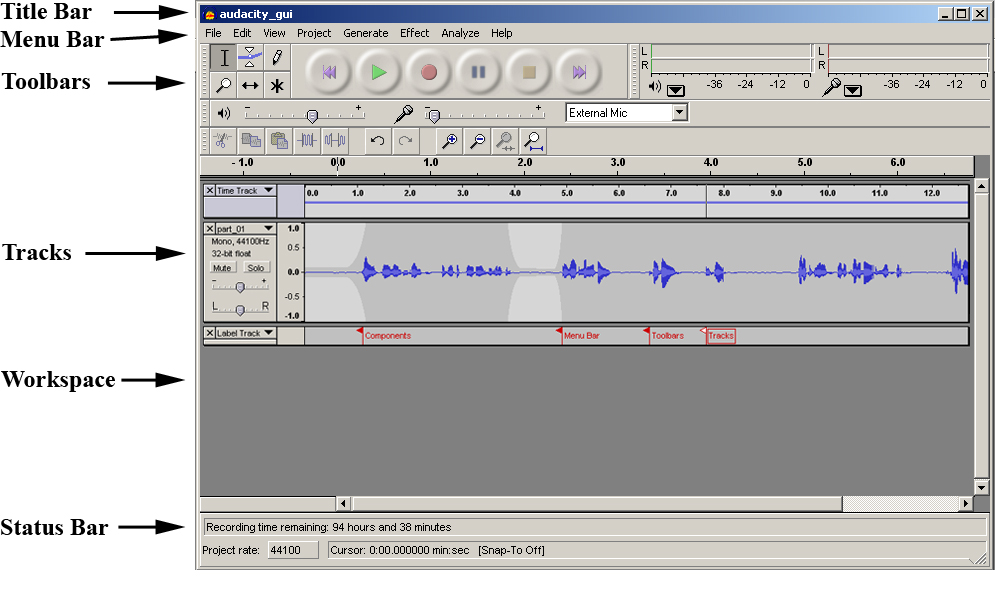 Title Bar
audacity_gui
Menu Bar
File Edit View Project Generate Effect Analyze Help
Toolbars
L
R
-36 -24 -12 0
L
R
-36 -24 -12 0
- + - + External Mic
- 1.0 0.0 1.0 2.0 3.0 4.0 5.0 6.0
Time Track
0.0 1.0 2.0 3.0 4.0 5.0 6.0 7.0 8.0 9.0 10.0 11.0 12.0
Tracks
part_01
Mono, 44100Hz
32-bit float
Mute Solo
- +
L R
1.0
0.5
0.0
-0.5
-1.0
Label Track
Components Menu Bar Toolbars Tracks
Workspace
Status Bar
Recording time remaining: 94 hours and 38 minutes
Project rate: 44100 Cursor: 0:00.000000 min:sec [Snap-To Off]